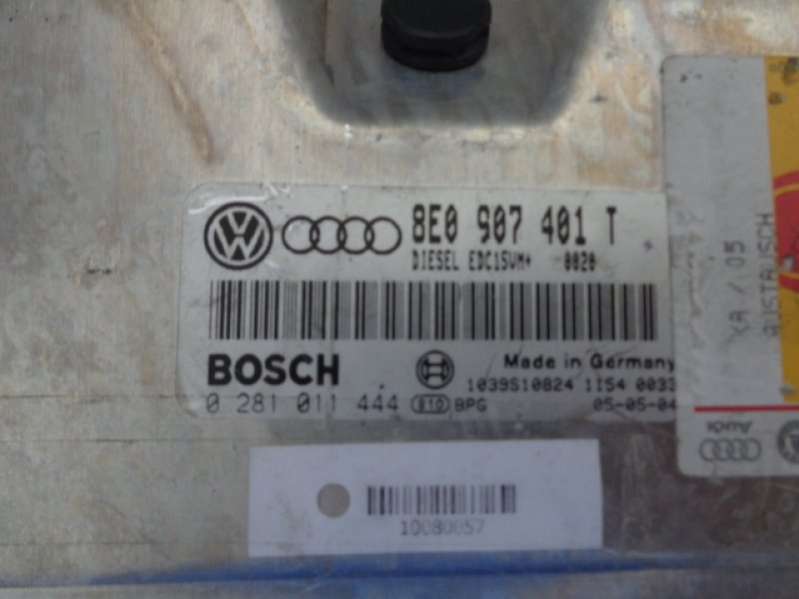 8E0 907 401 T
DIESEL EDC15VM+ 0020
BOSCH
Made in Germany
1039S10824 1154 0033
0 281 011 444 010 BPG 05-05-04
10080057
XA / 05
AUSTAUSCH
Audi